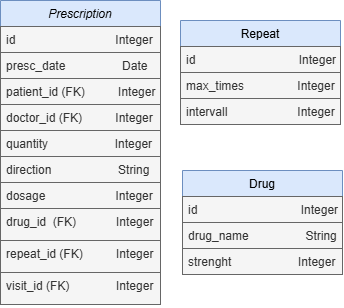 Prescription
id Integer
presc_date Date
patient_id (FK) Integer
doctor_id (FK) Integer
quantity Integer
direction String
dosage Integer
drug_id (FK) Integer
repeat_id (FK) Integer
visit_id (FK) Integer
Repeat
id Integer
max_times Integer
intervall Integer
Drug
id Integer
drug_name String
strenght Integer